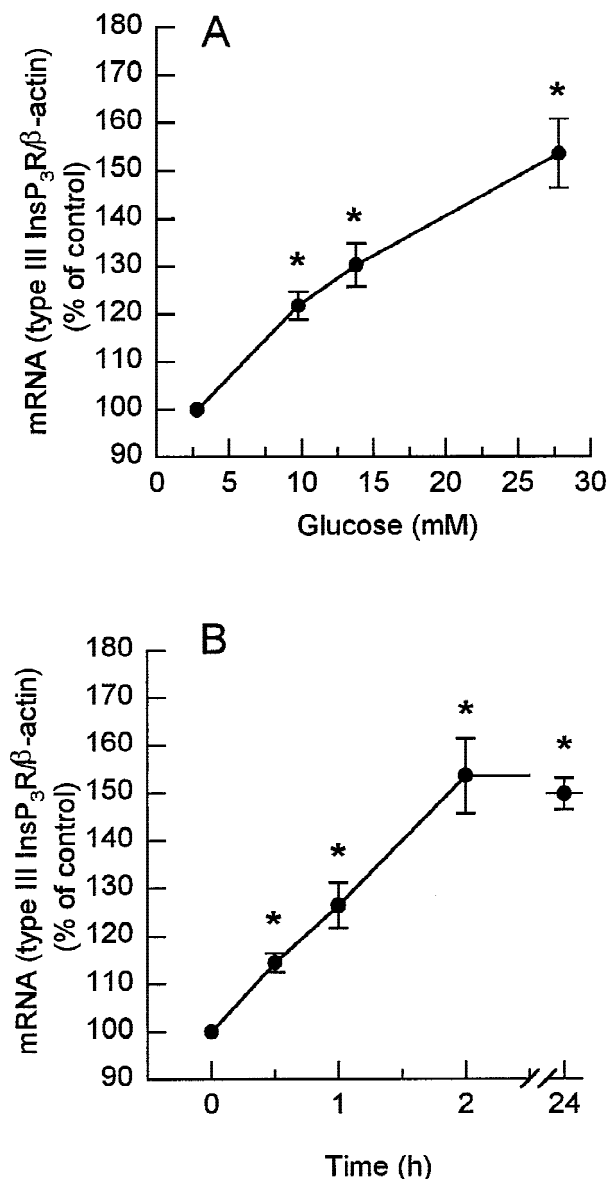 A
mRNA (type III InsP3R/β-actin)
(% of control)
180
170
160
150
140
130
120
110
100
90
*
*
*
0 5 10 15 20 25 30
Glucose (mM)
B
mRNA (type III InsP3R/β-actin)
(% of control)
180
170
160
150
140
130
120
110
100
90
*
*
*
*
0 1 2 24
Time (h)